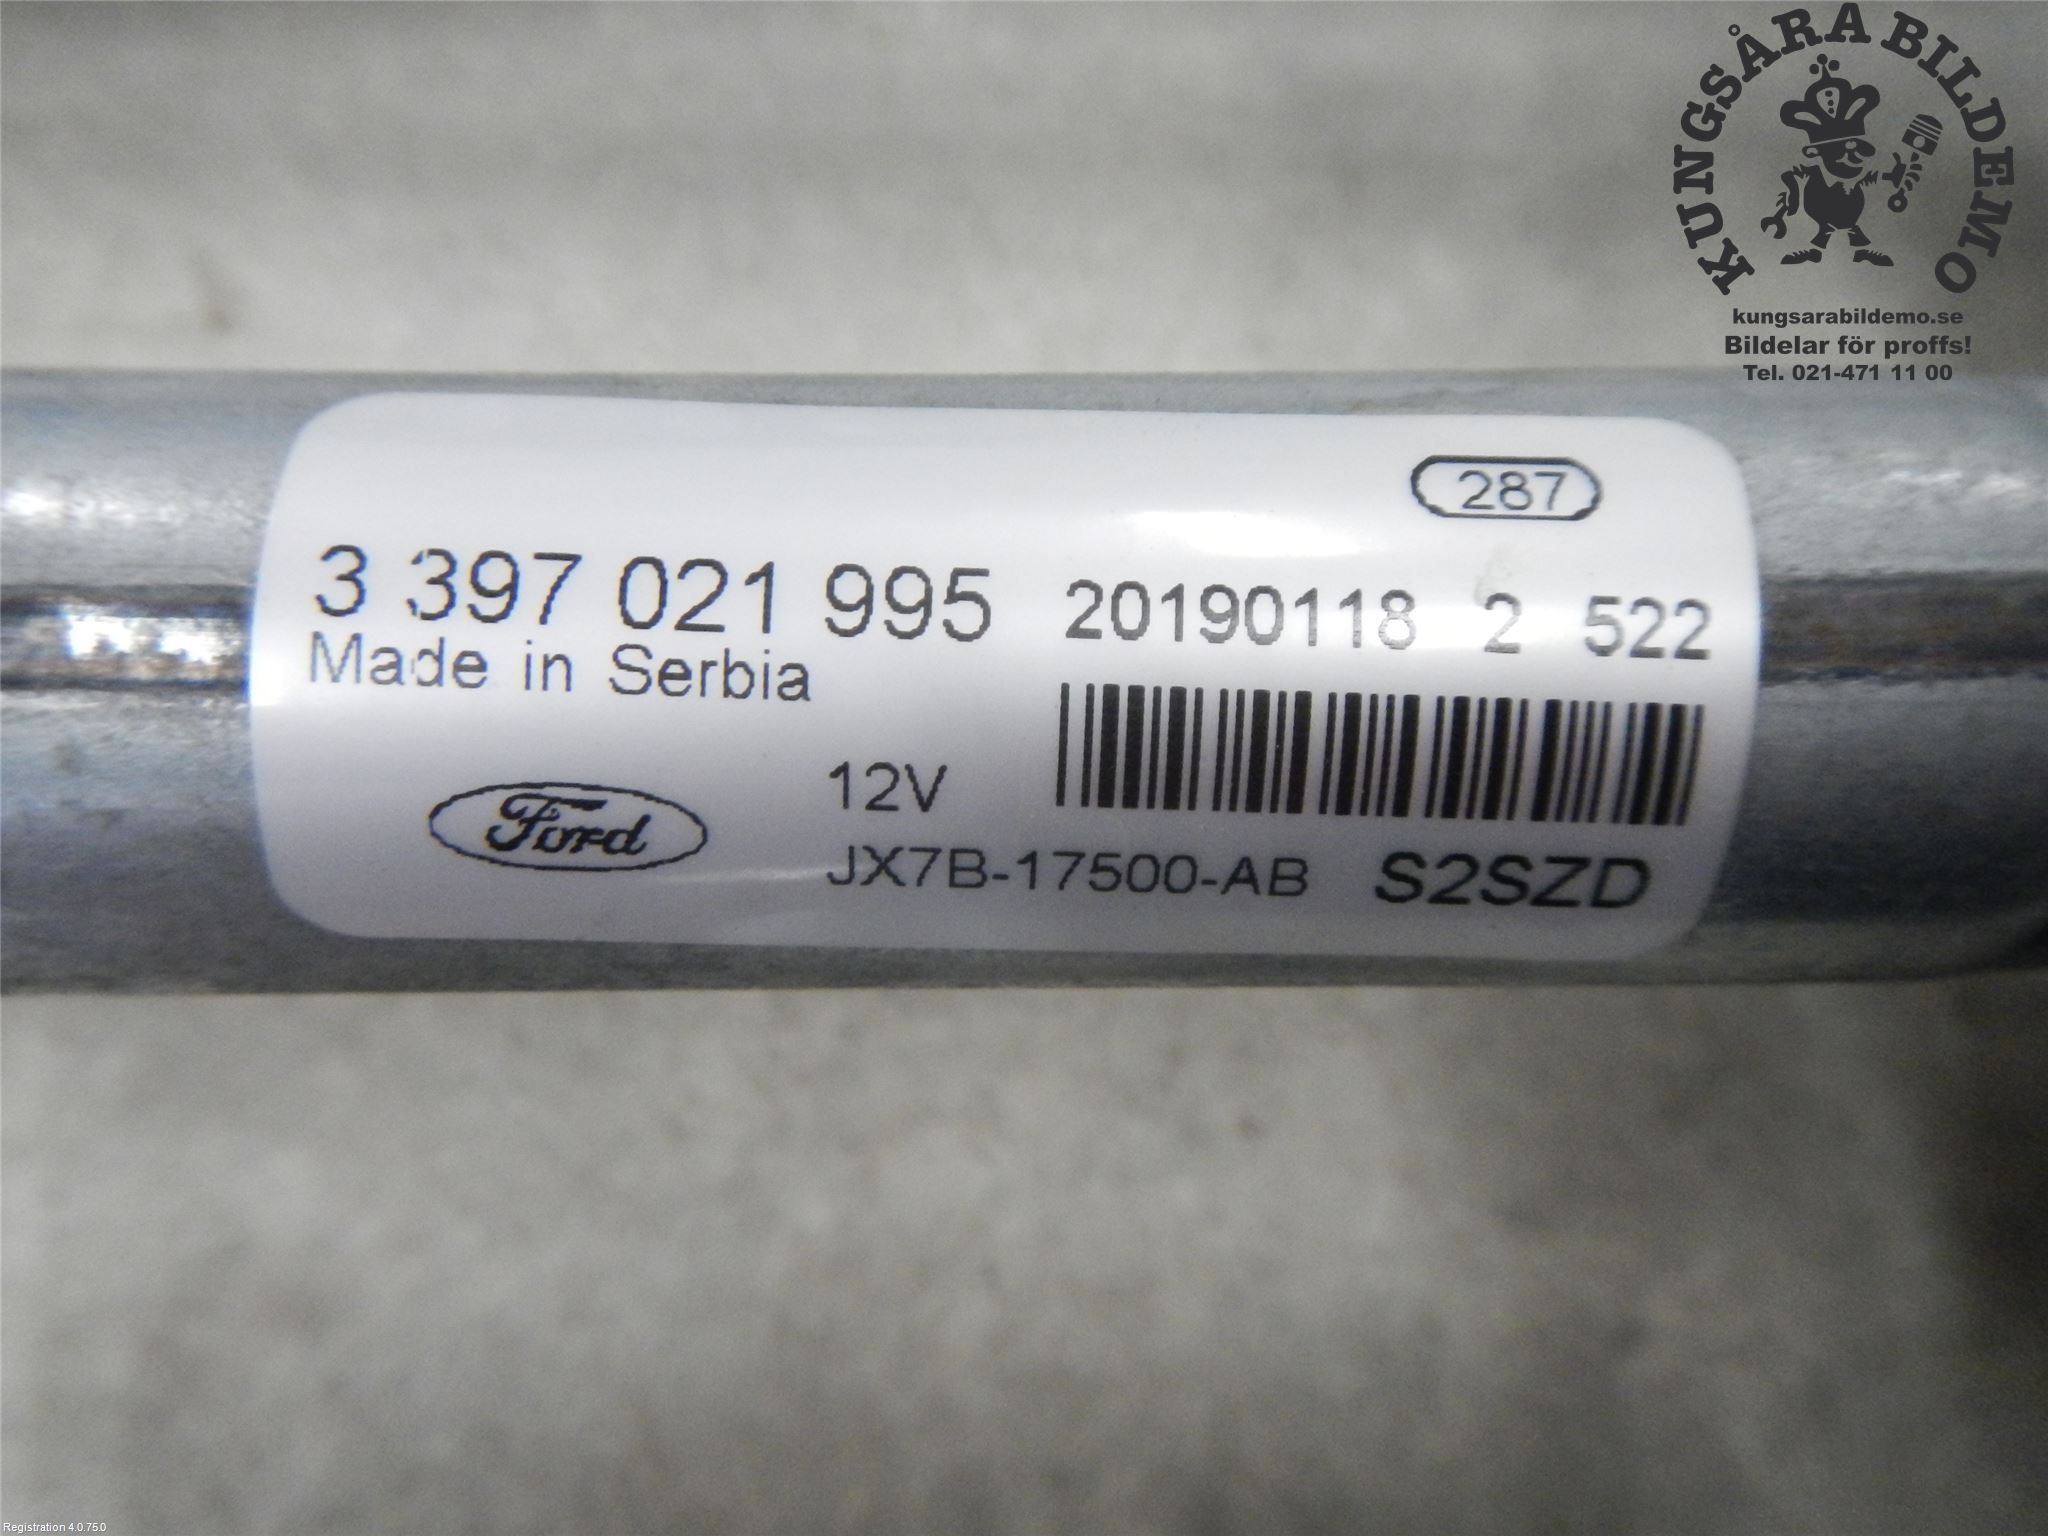 KUNGSÅRA BILDEMO
kungsarabildemo.se
Bildelar för proffs!
Tel. 021-471 11 00
287
3 397 021 995 20190118 2 522
Made in Serbia
12V
Ford
JX7B-17500-AB S2SZD
Registration 4.0.75.0